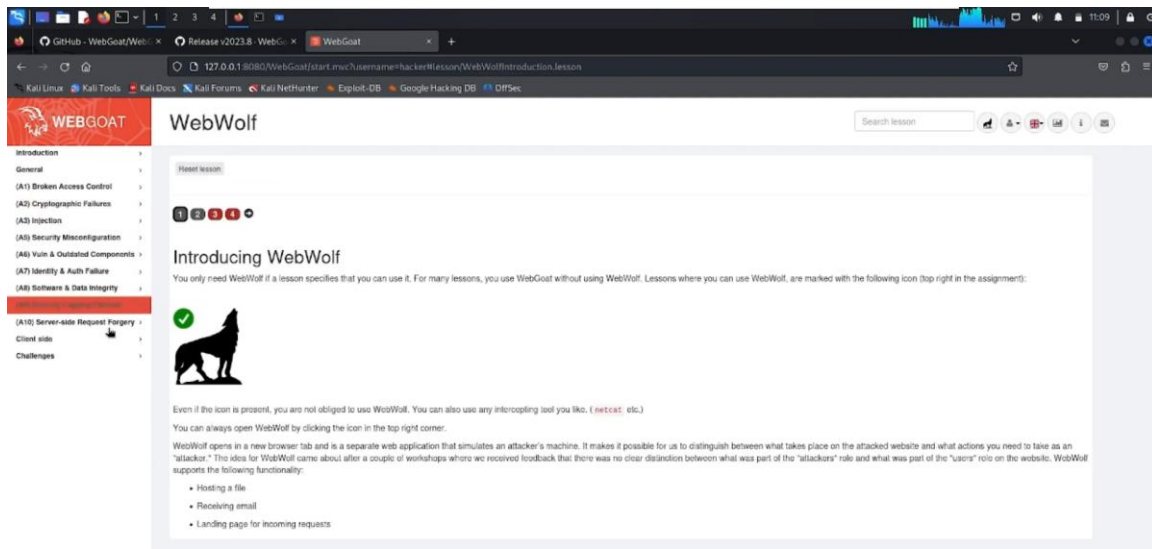 1 2 3 4
11:09
GitHub - WebGoat/WebG
Release v2023.8 · WebGo
WebGoat
127.0.0.1:8080/WebGoat/start.mvc?username=hacker#lesson/WebWolfIntroduction.lesson
Kali Linux Kali Tools Kali Docs Kali Forums Kali NetHunter Exploit-DB Google Hacking DB OffSec
WEBGOAT
WebWolf
Search lesson
Introduction
General
(A1) Broken Access Control
(A2) Cryptographic Failures
(A3) Injection
(A5) Security Misconfiguration
(A6) Vuln & Outdated Components
(A7) Identity & Auth Failure
(A8) Software & Data Integrity
(A10) Server-side Request Forgery
Client side
Challenges
Reset lesson
1 2 3 4
Introducing WebWolf
You only need WebWolf if a lesson specifies that you can use it. For many lessons, you use WebGoat without using WebWolf. Lessons where you can use WebWolf, are marked with the following icon (top right in the assignment):
Even if the icon is present, you are not obliged to use WebWolf. You can also use any intercepting tool you like. ( netcat etc.)
You can always open WebWolf by clicking the icon in the top right corner.
WebWolf opens in a new browser tab and is a separate web application that simulates an attacker's machine. It makes it possible for us to distinguish between what takes place on the attacked website and what actions you need to take as an
"attacker." The idea for WebWolf came about after a couple of workshops where we received feedback that there was no clear distinction between what was part of the "attackers" role and what was part of the "users" role on the website. WebWolf
supports the following functionality:
• Hosting a file
• Receiving email
• Landing page for incoming requests